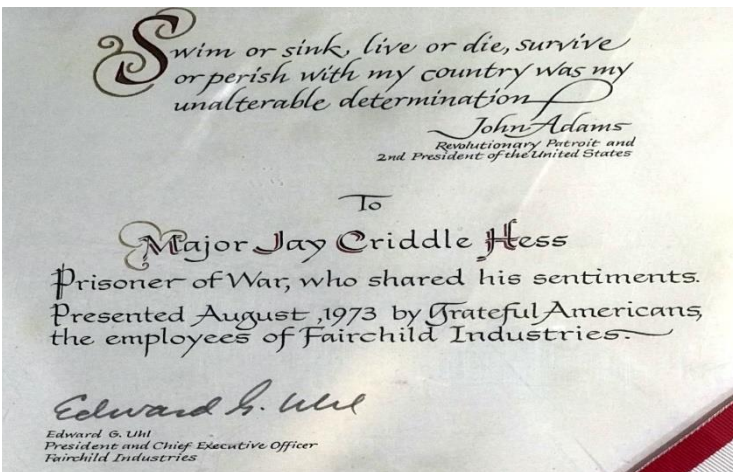 Swim or sink, live or die, survive
or perish with my country was my
unalterable determination
John Adams
Revolutionary Patroit and
2nd President of the United States
To
Major Jay Criddle Hess
Prisoner of War, who shared his sentiments.
Presented August ,1973 by Grateful Americans,
the employees of Fairchild Industries.
Edward G. Uhl
Edward G. Uhl
President and Chief Executive Officer
Fairchild Industries